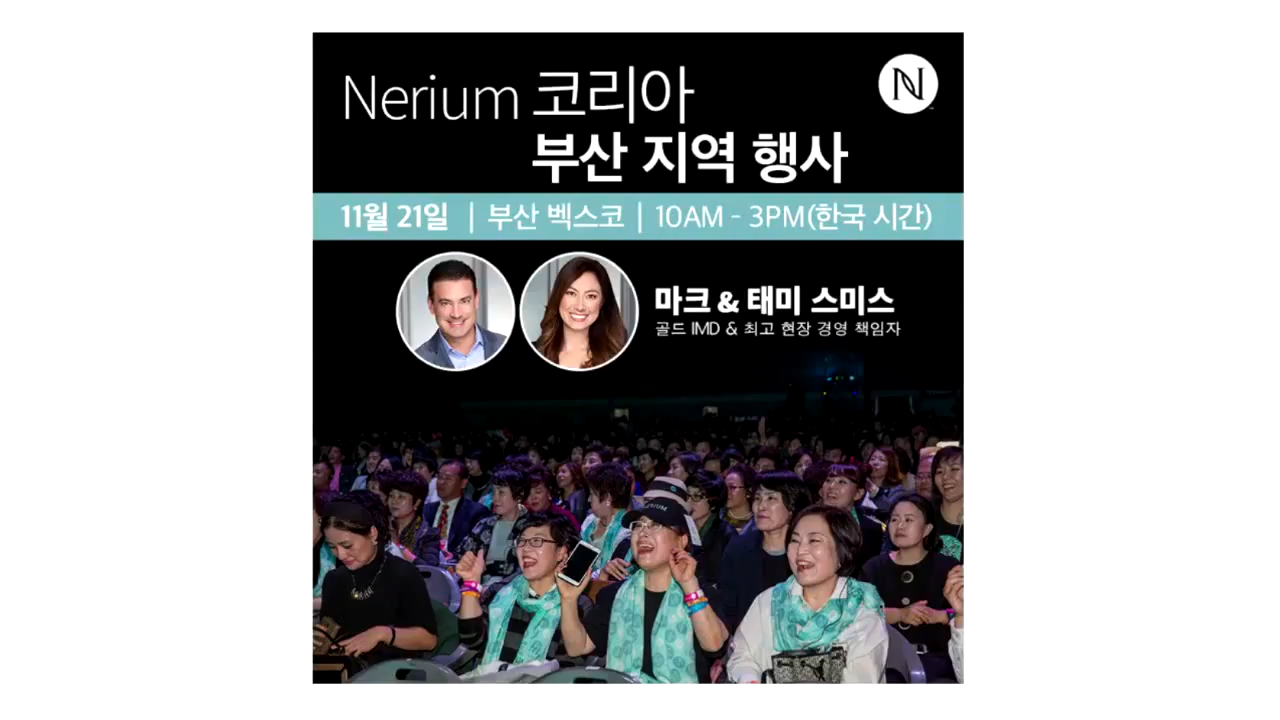 Nerium 코리아
N
부산 지역 행사
11월 21일 | 부산 벡스코 | 10AM - 3PM(한국 시간)
마크 & 태미 스미스
골드 IMD & 최고 현장 경영 책임자
NERIUM